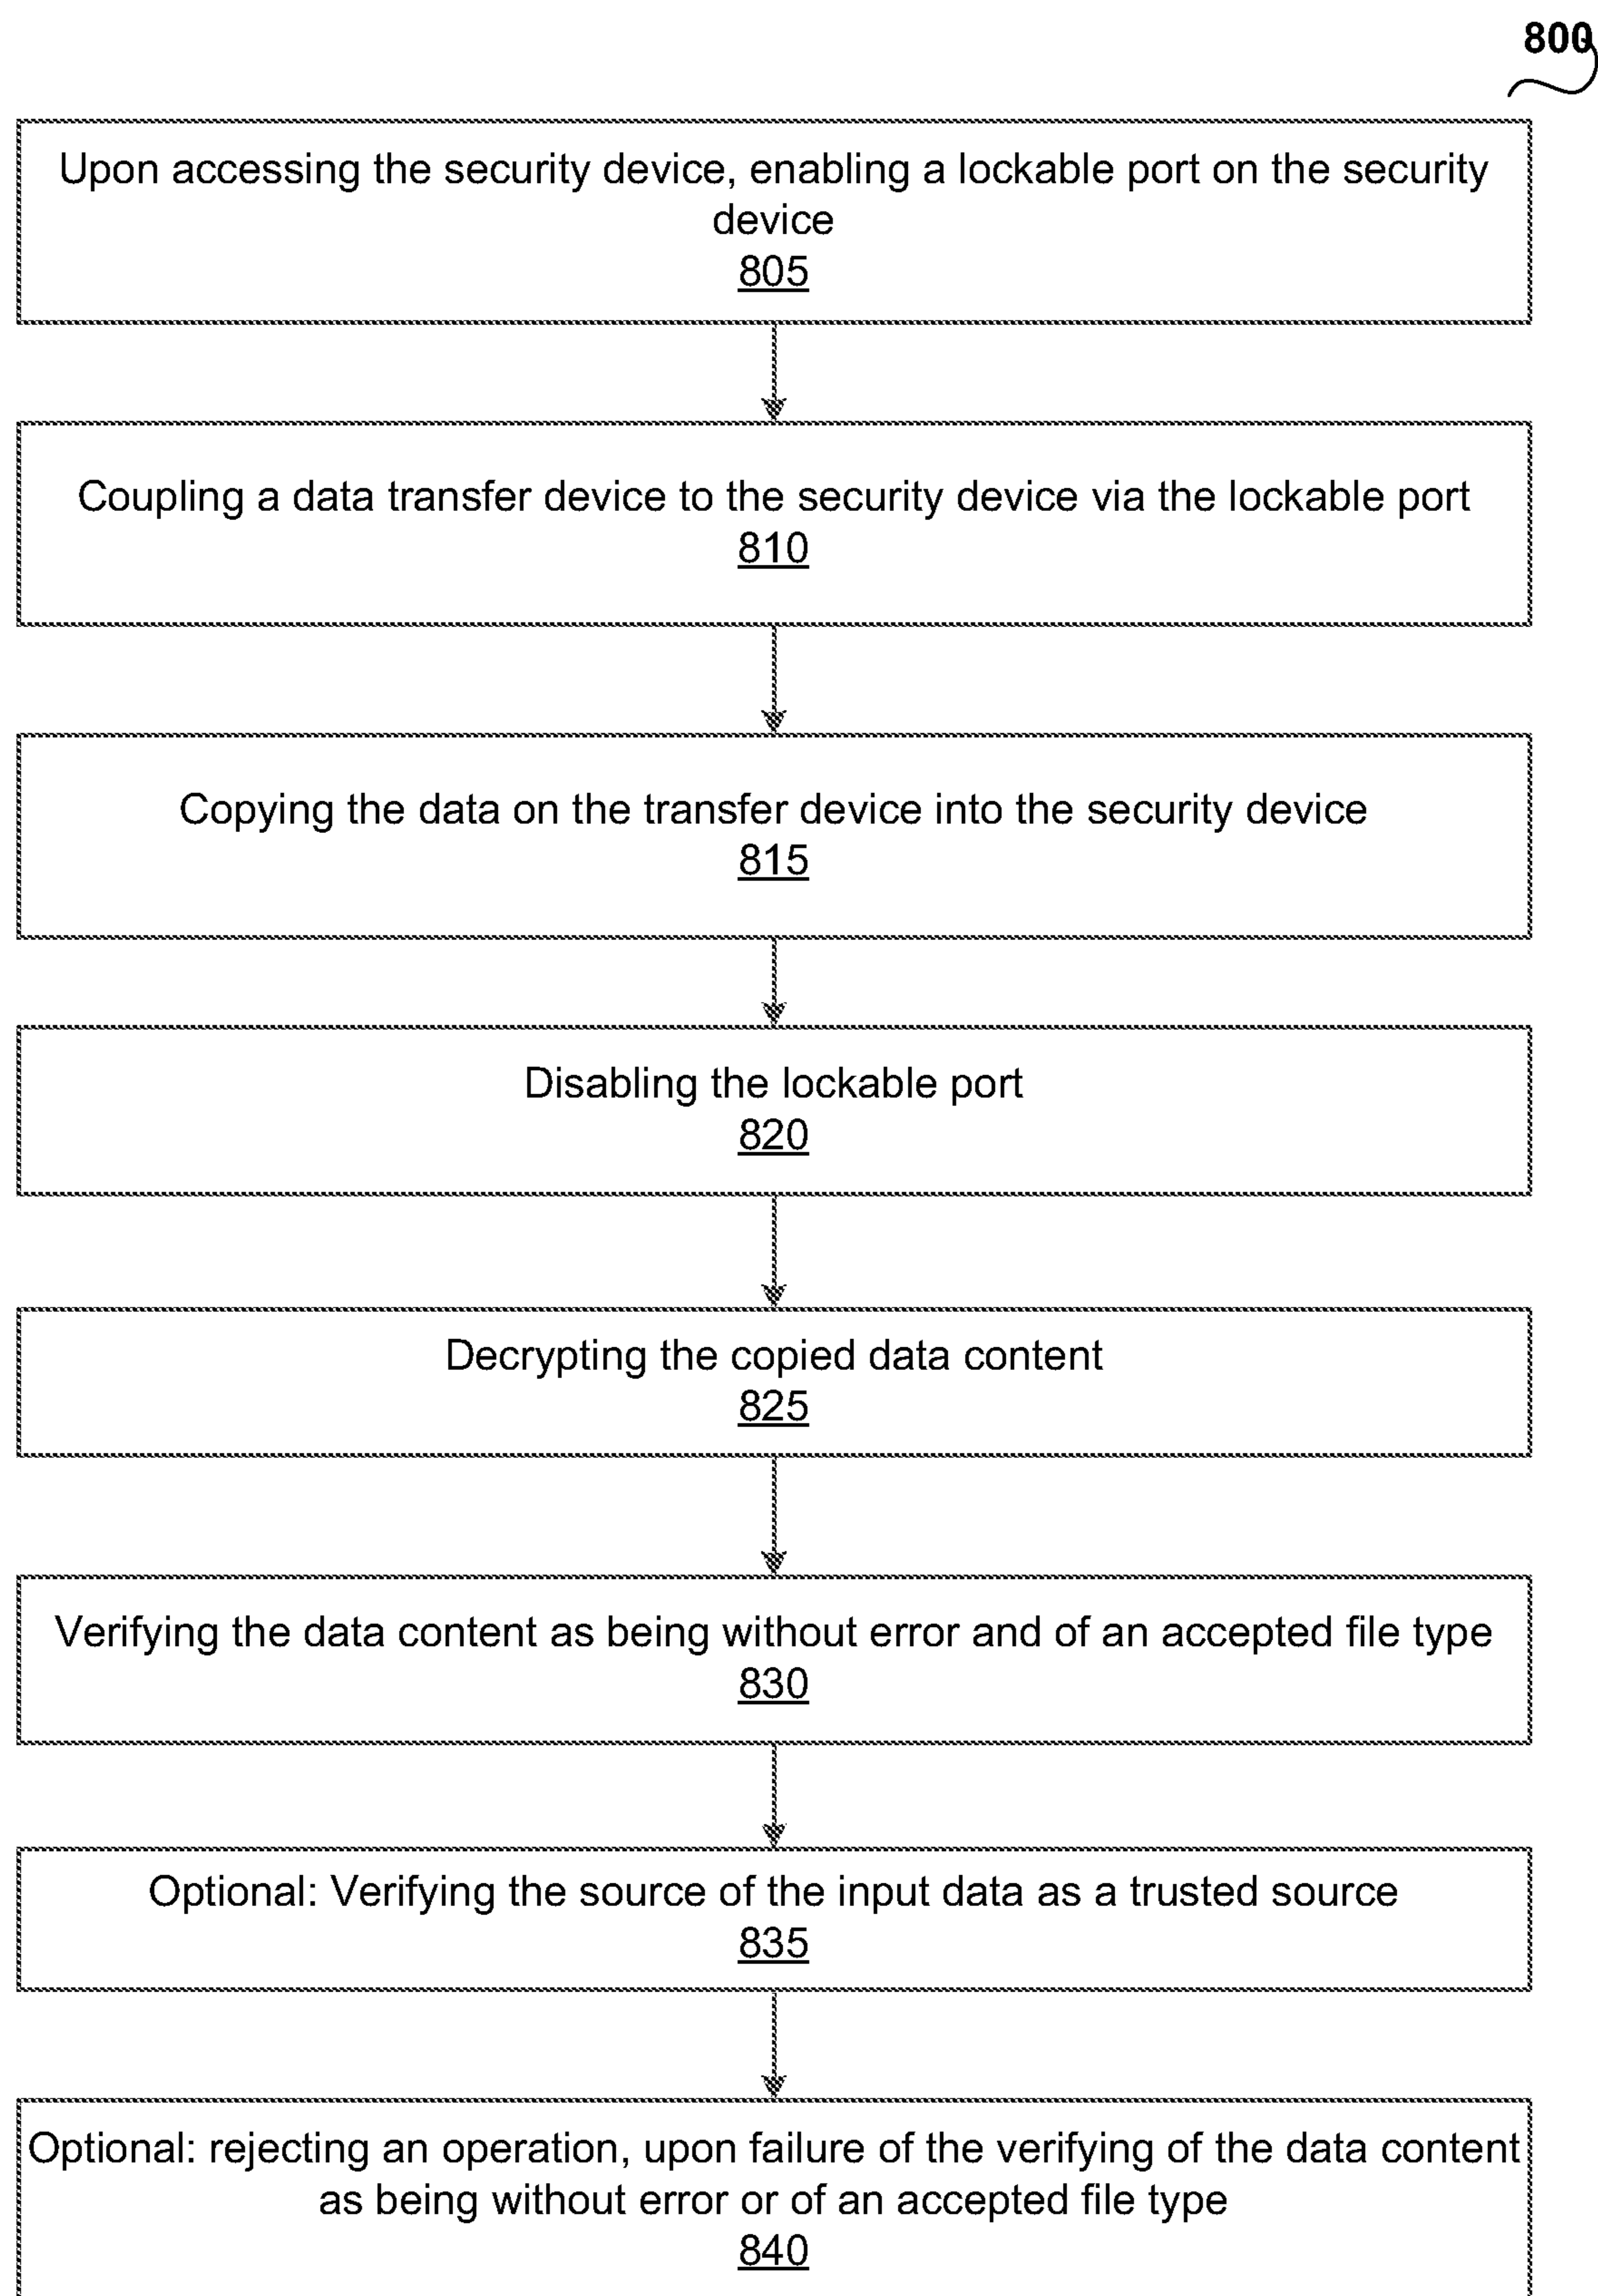 800
Upon accessing the security device, enabling a lockable port on the security
device
805
Coupling a data transfer device to the security device via the lockable port
810
Copying the data on the transfer device into the security device
815
Disabling the lockable port
820
Decrypting the copied data content
825
Verifying the data content as being without error and of an accepted file type
830
Optional: Verifying the source of the input data as a trusted source
835
Optional: rejecting an operation, upon failure of the verifying of the data content
as being without error or of an accepted file type
840